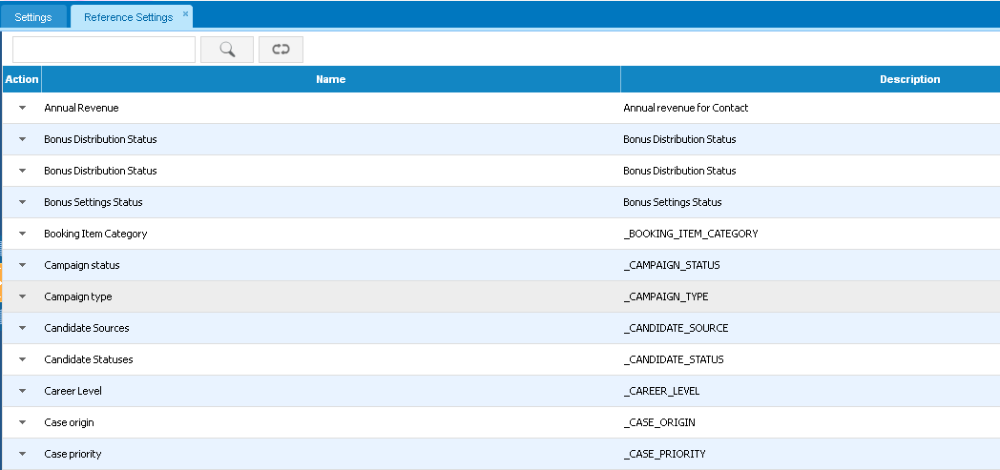 Settings
Reference Settings ×
Action Name Description
Annual Revenue Annual revenue for Contact
Bonus Distribution Status Bonus Distribution Status
Bonus Distribution Status Bonus Distribution Status
Bonus Settings Status Bonus Settings Status
Booking Item Category _BOOKING_ITEM_CATEGORY
Campaign status _CAMPAIGN_STATUS
Campaign type _CAMPAIGN_TYPE
Candidate Sources _CANDIDATE_SOURCE
Candidate Statuses _CANDIDATE_STATUS
Career Level _CAREER_LEVEL
Case origin _CASE_ORIGIN
Case priority _CASE_PRIORITY